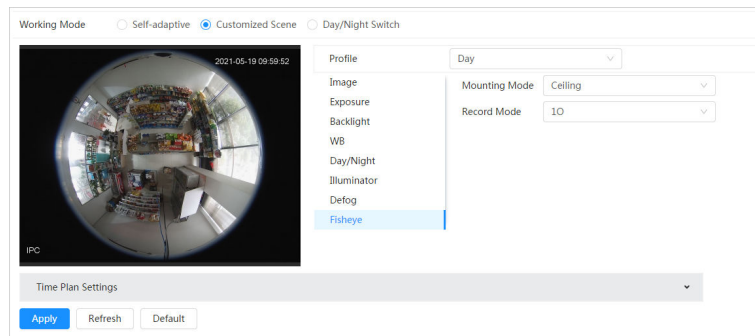 Working Mode Self-adaptive Customized Scene Day/Night Switch
2021-05-19 09:59:52
IPC
Profile Day
Image
Exposure
Backlight
WB
Day/Night
Illuminator
Defog
Fisheye
Mounting Mode Ceiling
Record Mode 1O
Time Plan Settings
Apply Refresh Default